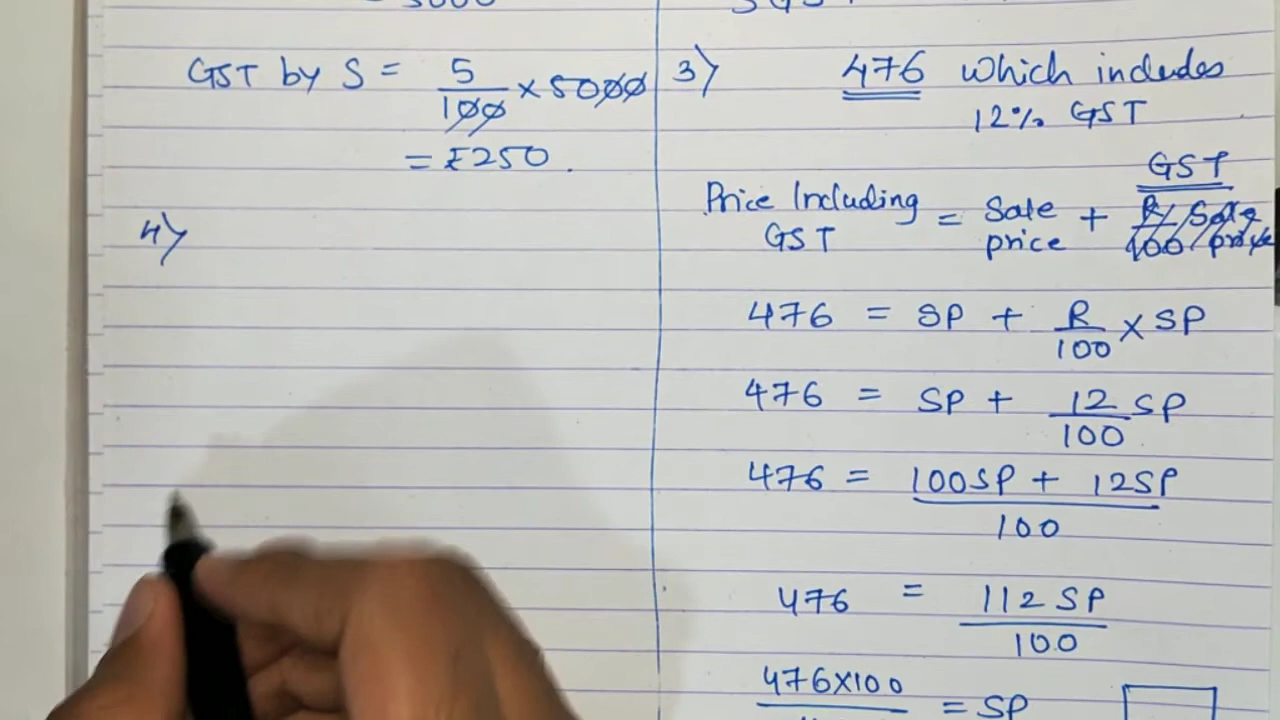 GST by S = 5/100 × 5000
= ₹250.
4)
3) 476 which includes
12% GST
Price Including GST = Sale price + GST R/100 Sale price
476 = SP + R/100 × SP
476 = SP + 12/100 SP
476 = 100SP + 12SP / 100
476 = 112 SP / 100
476×100 = SP